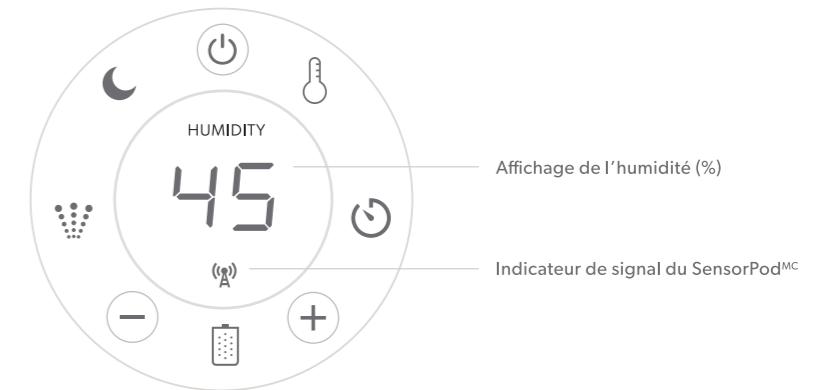 HUMIDITY
45
Affichage de l’humidité (%)
Indicateur de signal du SensorPodᴹᶜ